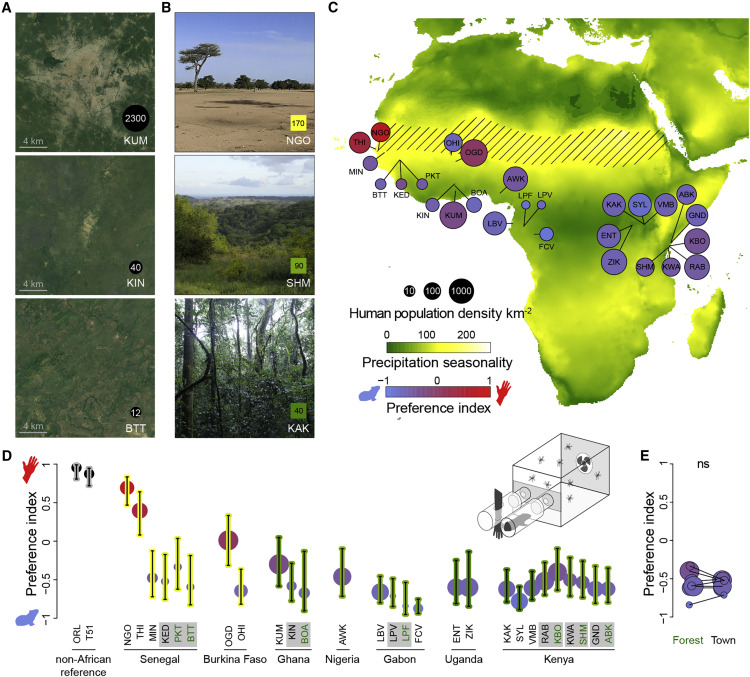 A
4 km
2300
KUM
4 km
40
KIN
4 km
12
BTT
B
170
NGO
90
SHM
40
KAK
C
THI
NGO
OHI
OGD
MIN
BTT
KED
PKT
KIN
KUM
BOA
AWK
LPF
LPV
LBV
FCV
KAK
SYL
VMB
ABK
GND
ENT
KBO
ZIK
SHM
KWA
RAB
10
100
1000
Human population density km-2
0
100
200
Precipitation seasonality
−1
0
1
Preference index
D
Preference index
1
0.5
0
−0.5
−1
ORL
T51
NGO
THI
MIN
KED
PKT
BTT
OGD
OHI
KUM
KIN
BOA
AWK
LBV
LPV
LPF
FCV
ENT
ZIK
KAK
SYL
VMB
RAB
KBO
KWA
SHM
GND
ABK
non-African
reference
Senegal
Burkina Faso
Ghana
Nigeria
Gabon
Uganda
Kenya
E
ns
Preference index
1
0.5
0
−0.5
−1
Forest
Town